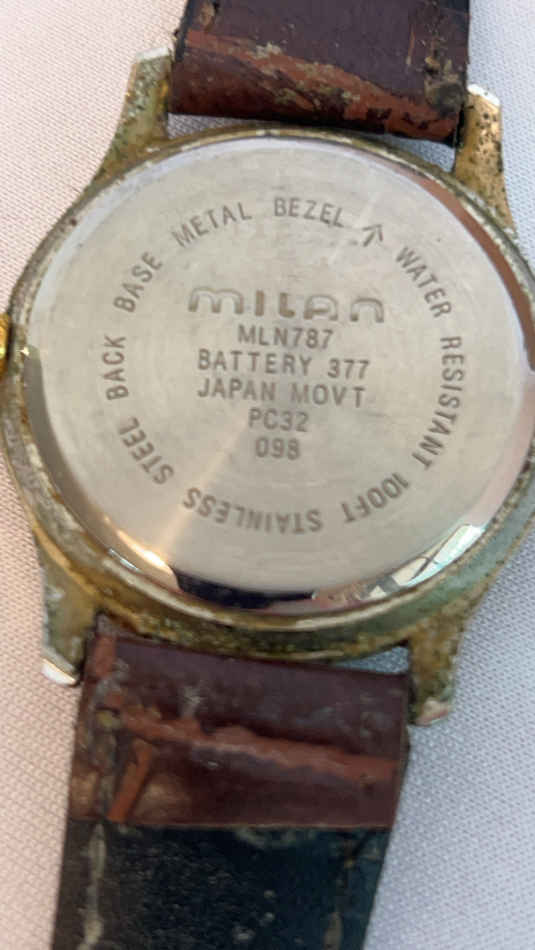 milan
MLN787
BATTERY 377
JAPAN MOVT
PC32
098
WATER RESISTANT 100FT STAINLESS STEEL BACK BASE METAL BEZEL ↑